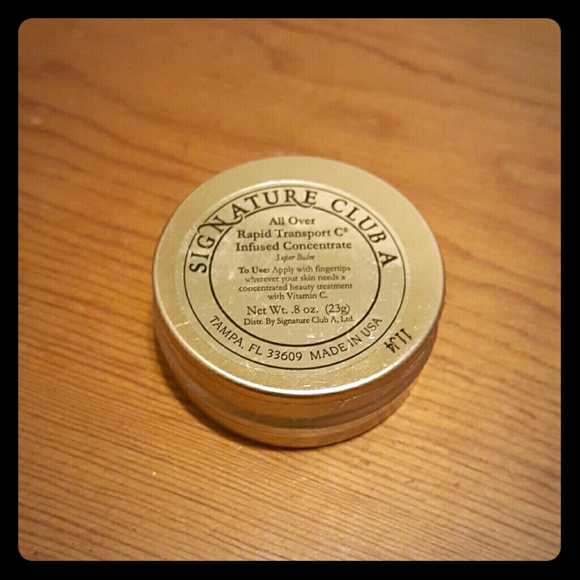 SIGNATURE CLUB A
All Over
Rapid Transport C®
Infused Concentrate
Super Balm
To Use: Apply with fingertips
wherever your skin needs a
concentrated beauty treatment
with Vitamin C.
Net Wt. .8 oz. (23g)
Distr. By Signature Club A, Ltd.
TAMPA, FL 33609 MADE IN USA
11J4